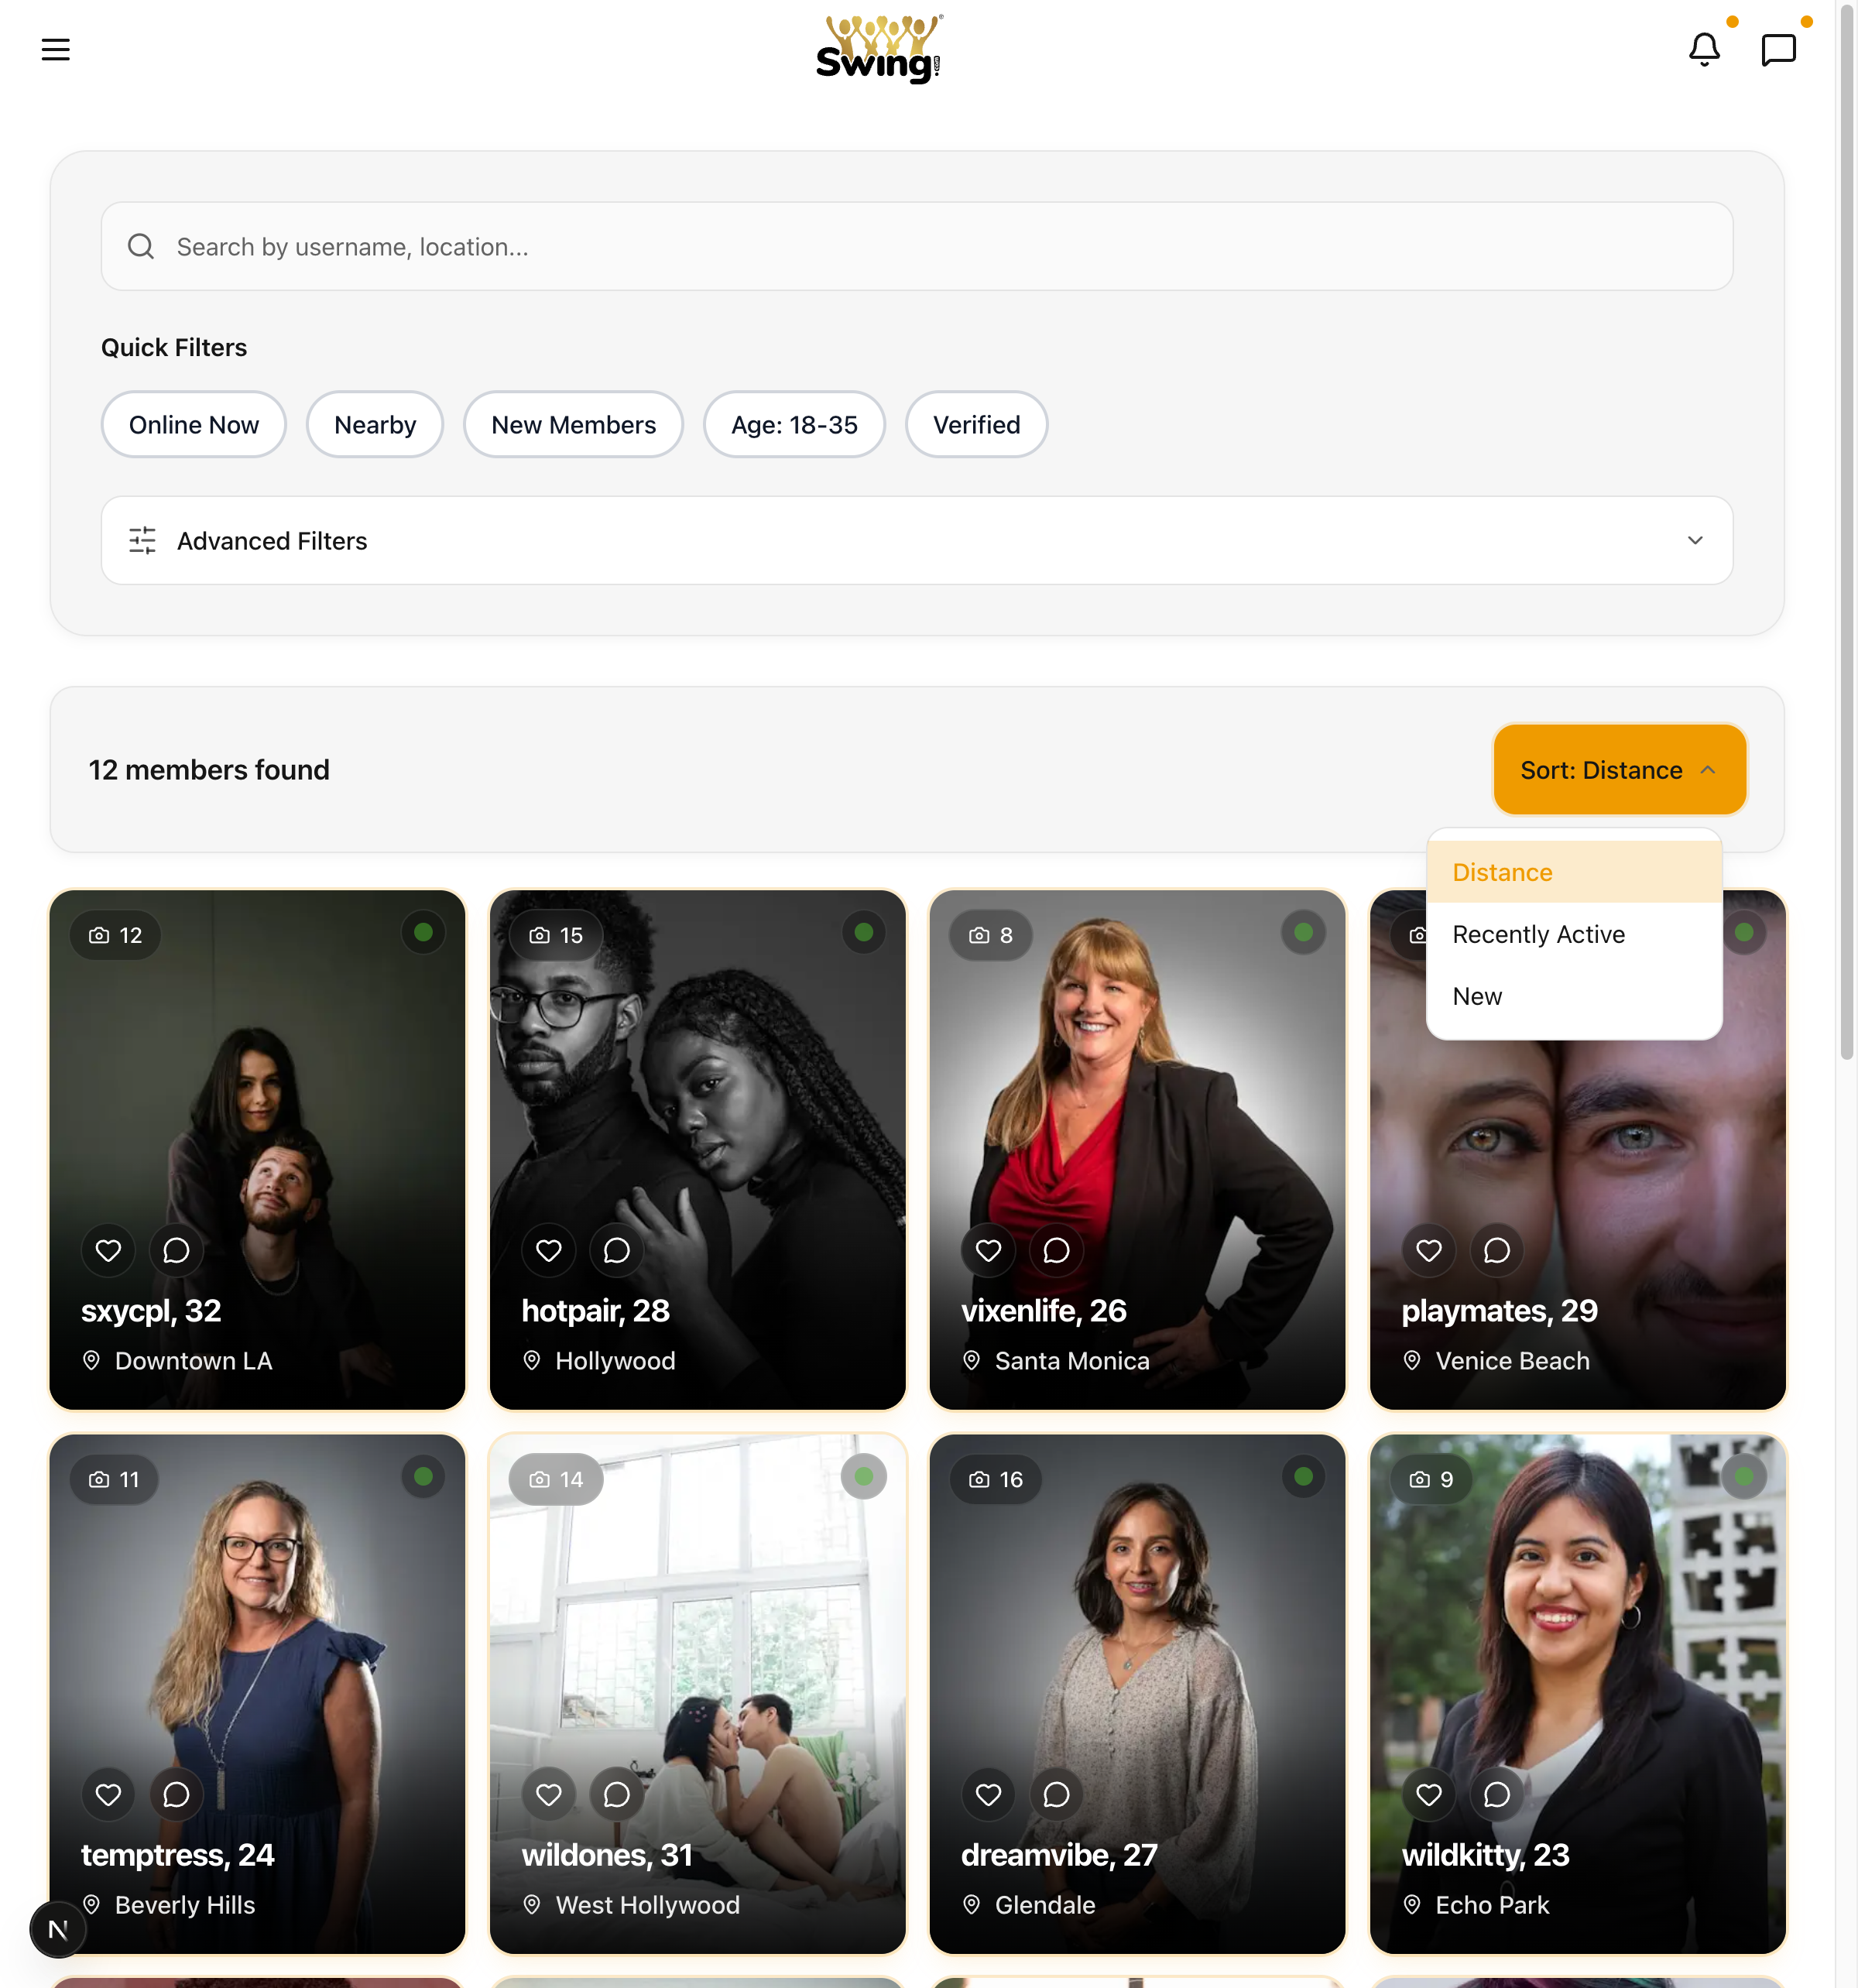 Swing!
Search by username, location...
Quick Filters
Online Now
Nearby
New Members
Age: 18-35
Verified
Advanced Filters
12 members found
Sort: Distance
Distance
Recently Active
New
12
15
8
sxycpl, 32
Downtown LA
hotpair, 28
Hollywood
vixenlife, 26
Santa Monica
playmates, 29
Venice Beach
11
14
16
9
temptress, 24
Beverly Hills
wildones, 31
West Hollywood
dreamvibe, 27
Glendale
wildkitty, 23
Echo Park
N